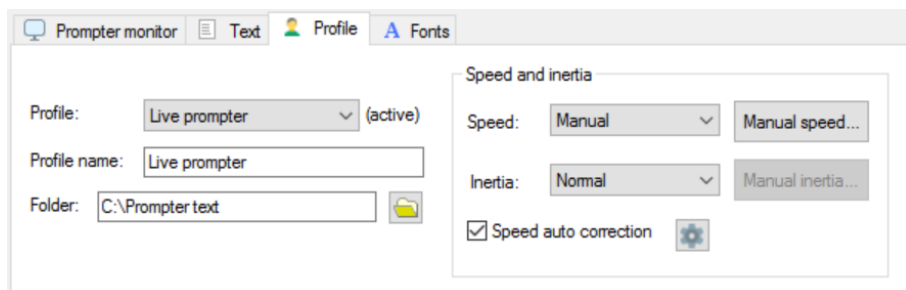 Prompter monitor Text Profile A Fonts
Speed and inertia
Profile: Live prompter (active)
Speed: Manual Manual speed...
Profile name: Live prompter
Inertia: Normal Manual inertia...
Folder: C:\Prompter text
Speed auto correction